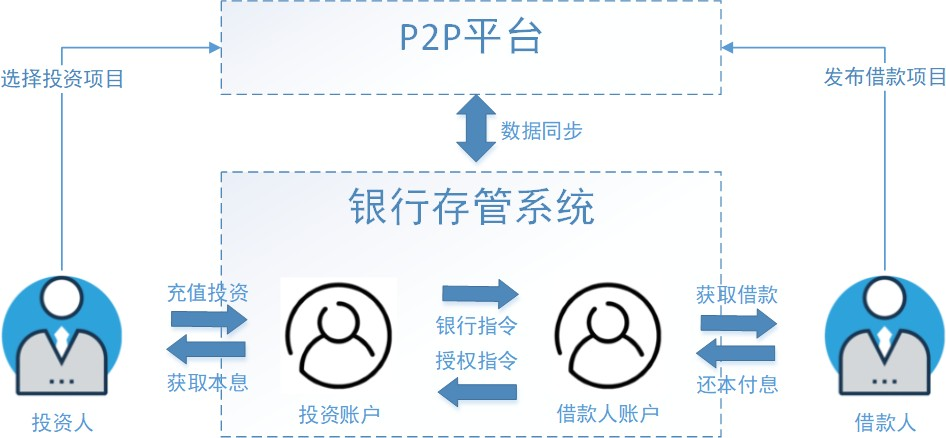 P2P平台
选择投资项目
发布借款项目
数据同步
银行存管系统
充值投资
获取本息
银行指令
授权指令
获取借款
还本付息
投资人
投资账户
借款人账户
借款人